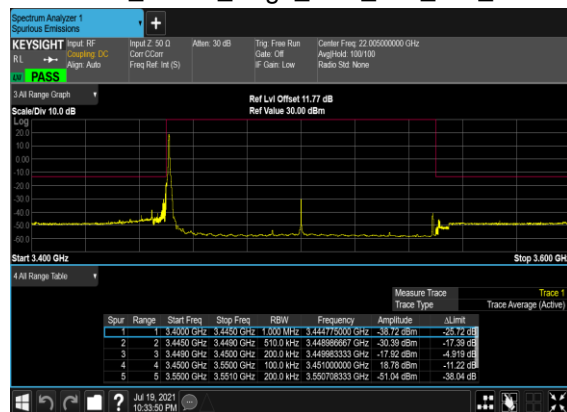 Spectrum Analyzer 1
Spurious Emissions
KEYSIGHT Input: RF Input Z: 50 Ω Atten: 30 dB Trig: Free Run Center Freq: 22.005000000 GHz
RL Coupling: DC Corr CCorr Gate: Off Avg|Hold: 100/100
Align: Auto Freq Ref: Int (S) IF Gain: Low Radio Std: None
PASS
3 All Range Graph
Ref Lvl Offset 11.77 dB
Scale/Div 10.0 dB Ref Value 30.00 dBm
Log
20.0
10.0
0.00
-10.0
-20.0
-30.0
-40.0
-50.0
-60.0
Start 3.400 GHz Stop 3.600 GHz
4 All Range Table
Measure Trace Trace 1
Trace Type Trace Average (Active)
Spur Range Start Freq Stop Freq RBW Frequency Amplitude ΔLimit
1 1 3.4000 GHz 3.4450 GHz 1.000 MHz 3.444775000 GHz -38.72 dBm -25.72 dB
2 2 3.4450 GHz 3.4490 GHz 510.0 kHz 3.448986667 GHz -30.39 dBm -17.39 dB
3 3 3.4490 GHz 3.4500 GHz 200.0 kHz 3.449983333 GHz -17.92 dBm -4.919 dB
4 4 3.4500 GHz 3.5500 GHz 100.0 kHz 3.451000000 GHz 18.78 dBm -11.22 dB
5 5 3.5500 GHz 3.5510 GHz 200.0 kHz 3.550708333 GHz -51.04 dBm -38.04 dB
Jul 19, 2021
10:33:50 PM